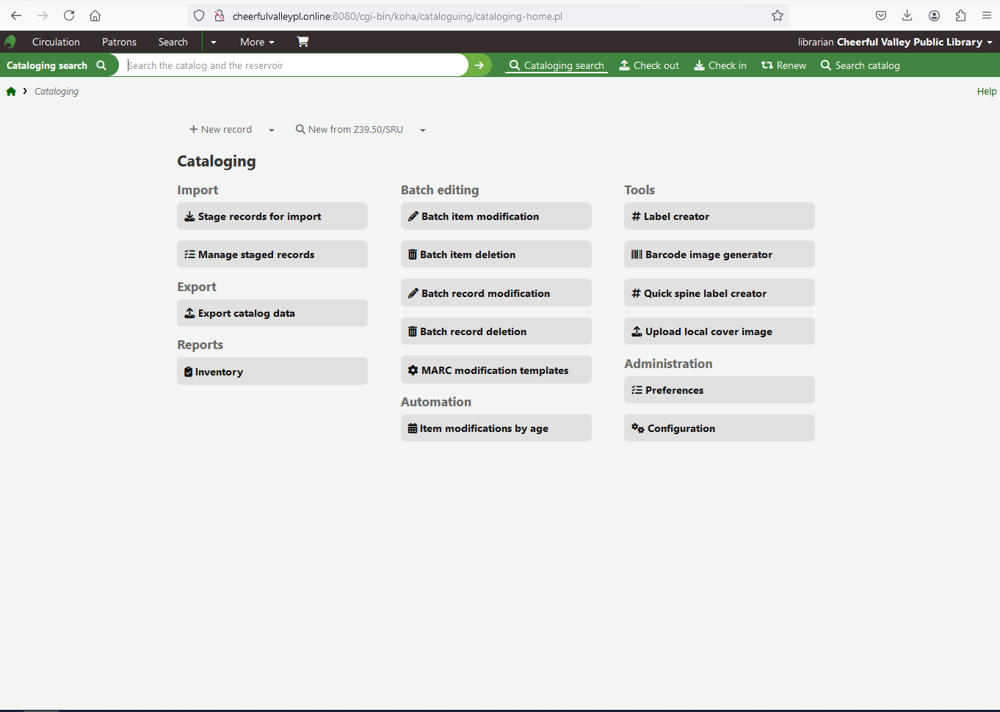 cheerfulvalleypl.online:8080/cgi-bin/koha/cataloguing/cataloging-home.pl
Circulation Patrons Search More librarian Cheerful Valley Public Library
Cataloging search Search the catalog and the reservoir Cataloging search Check out Check in Renew Search catalog
Cataloging Help
New record New from Z39.50/SRU
Cataloging
Import
Stage records for import
Manage staged records
Export
Export catalog data
Reports
Inventory
Batch editing
Batch item modification
Batch item deletion
Batch record modification
Batch record deletion
MARC modification templates
Automation
Item modifications by age
Tools
Label creator
Barcode image generator
Quick spine label creator
Upload local cover image
Administration
Preferences
Configuration